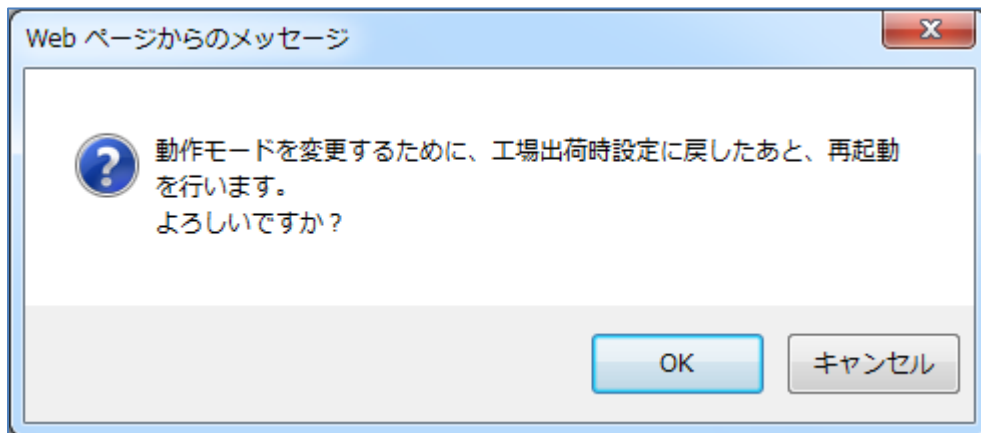 Web ページからのメッセージ
動作モードを変更するために、工場出荷時設定に戻したあと、再起動
を行います。
よろしいですか？
OK
キャンセル